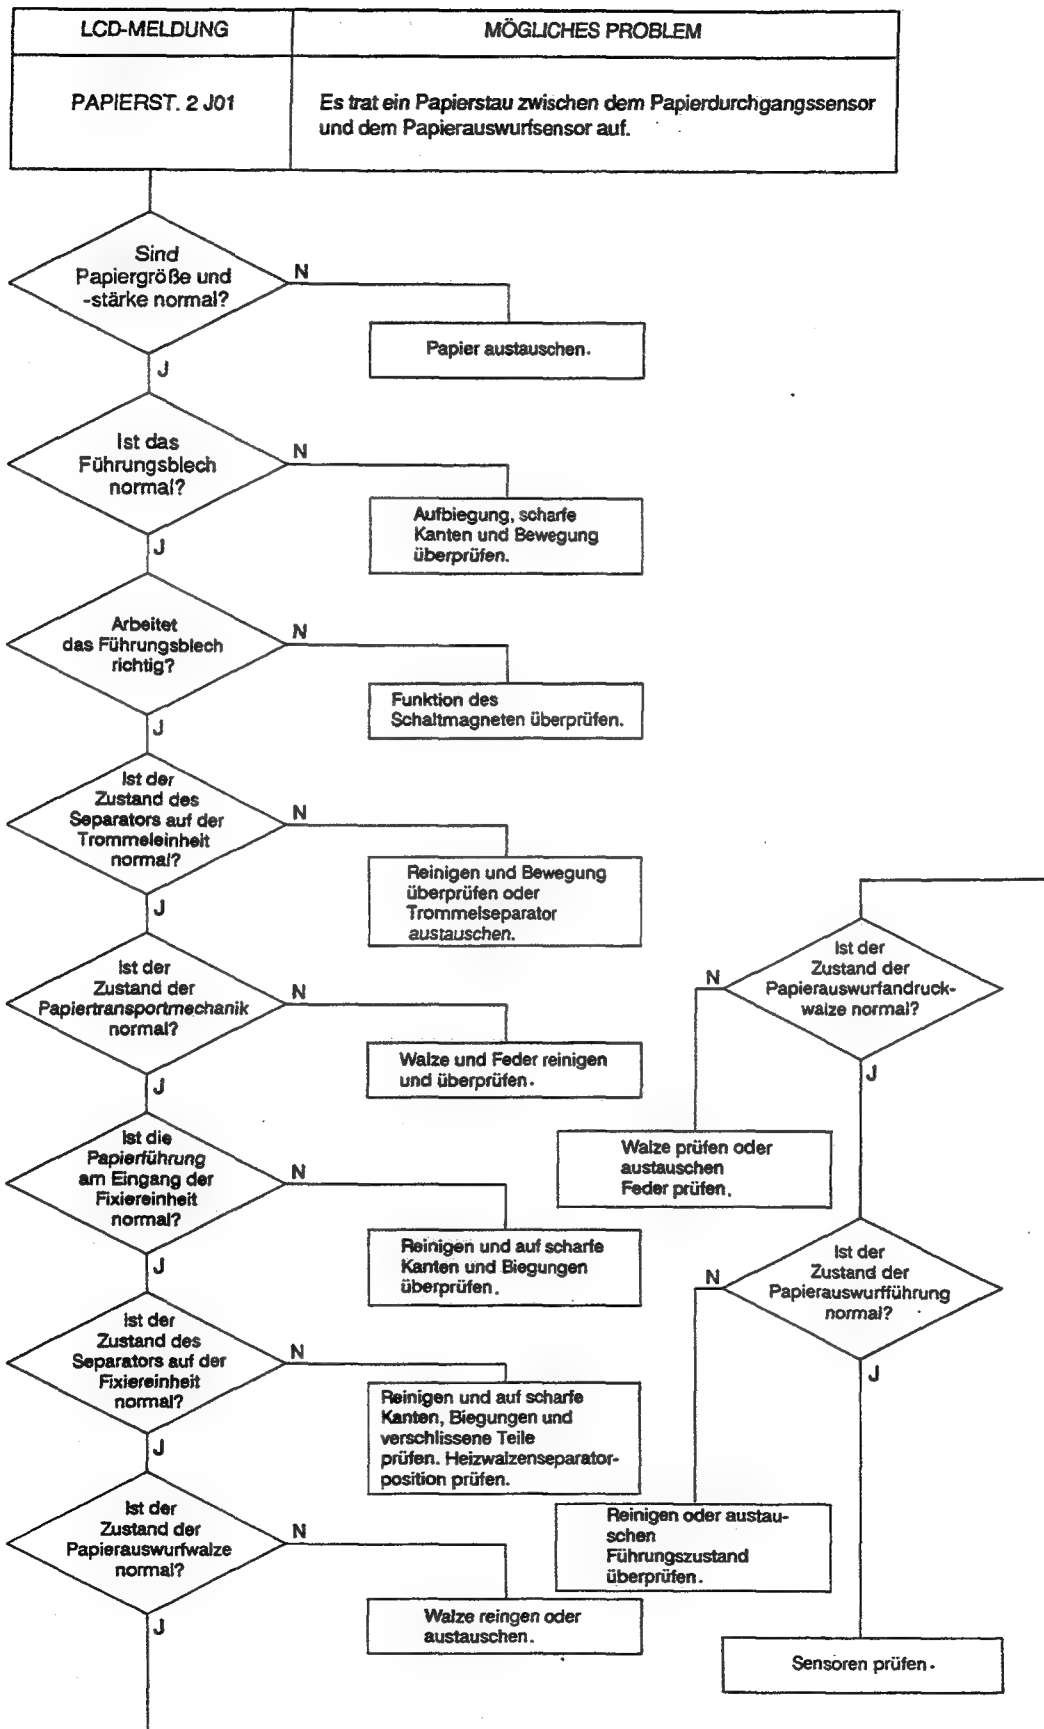 LCD-MELDUNG
MÖGLICHES PROBLEM
PAPIERST. 2 J01
Es trat ein Papierstau zwischen dem Papierdurchgangssensor
und dem Papierauswurfsensor auf.
Sind
Papiergröße und
-stärke normal?
N
Papier austauschen.
J
Ist das
Führungsblech
normal?
N
Aufbiegung, scharfe
Kanten und Bewegung
überprüfen.
J
Arbeitet
das Führungsblech
richtig?
N
Funktion des
Schaltmagneten überprüfen.
J
Ist der
Zustand des
Separators auf der
Trommeleinheit
normal?
N
Reinigen und Bewegung
überprüfen oder
Trommelseparator
austauschen.
J
Ist der
Zustand der
Papiertransportmechanik
normal?
N
Walze und Feder reinigen
und überprüfen.
J
Ist die
Papierführung
am Eingang der
Fixiereinheit
normal?
N
Reinigen und auf scharfe
Kanten und Biegungen
überprüfen.
J
Ist der
Zustand des
Separators auf der
Fixiereinheit
normal?
N
Reinigen und auf scharfe
Kanten, Biegungen und
verschlissene Teile
prüfen. Heizwalzenseparator-
position prüfen.
J
Ist der
Zustand der
Papierauswurfwalze
normal?
N
Walze reingen oder
austauschen.
J
Ist der
Zustand der
Papierauswurfandruck-
walze normal?
N
Walze prüfen oder
austauschen
Feder prüfen.
J
Ist der
Zustand der
Papierauswurfführung
normal?
N
Reinigen oder austau-
schen
Führungszustand
überprüfen.
J
Sensoren prüfen.